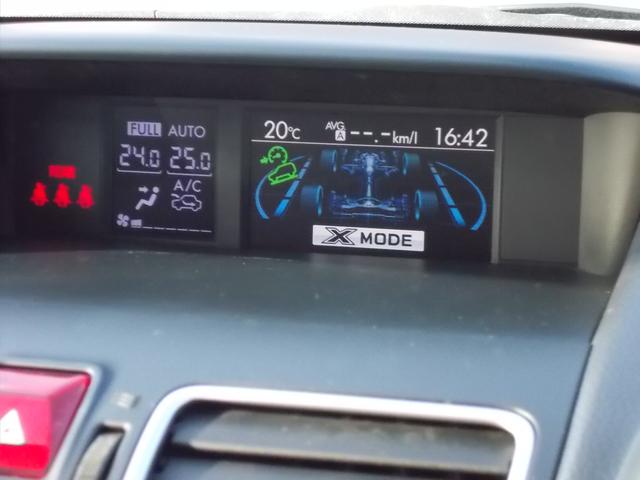 FULL AUTO
24.0 25.0
A/C
20°C AVG A --.- km/l 16:42
X MODE